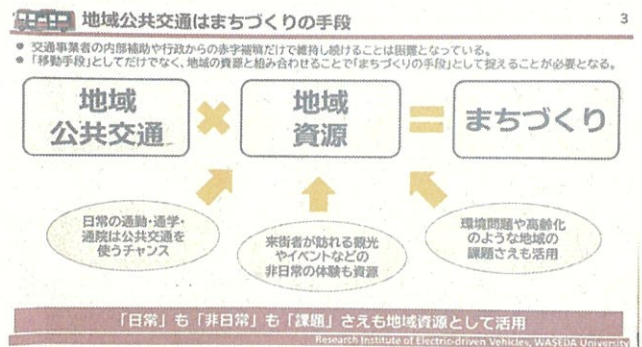 地域公共交通はまちづくりの手段
3
● 交通事業者の内部補助や行政からの赤字補填だけで維持し続けることは困難となっている。
● 「移動手段」としてだけでなく、地域の資源と組み合わせることで「まちづくりの手段」として捉えることが必要となる。
地域
公共交通
×
地域
資源
=
まちづくり
日常の通勤・通学・
通院は公共交通を
使うチャンス
来街者が訪れる観光
やイベントなどの
非日常の体験も資源
環境問題や高齢化
のような地域の
課題さえも活用
「日常」も「非日常」も「課題」さえも地域資源として活用
Research Institute of Electric-driven Vehicles, WASEDA University